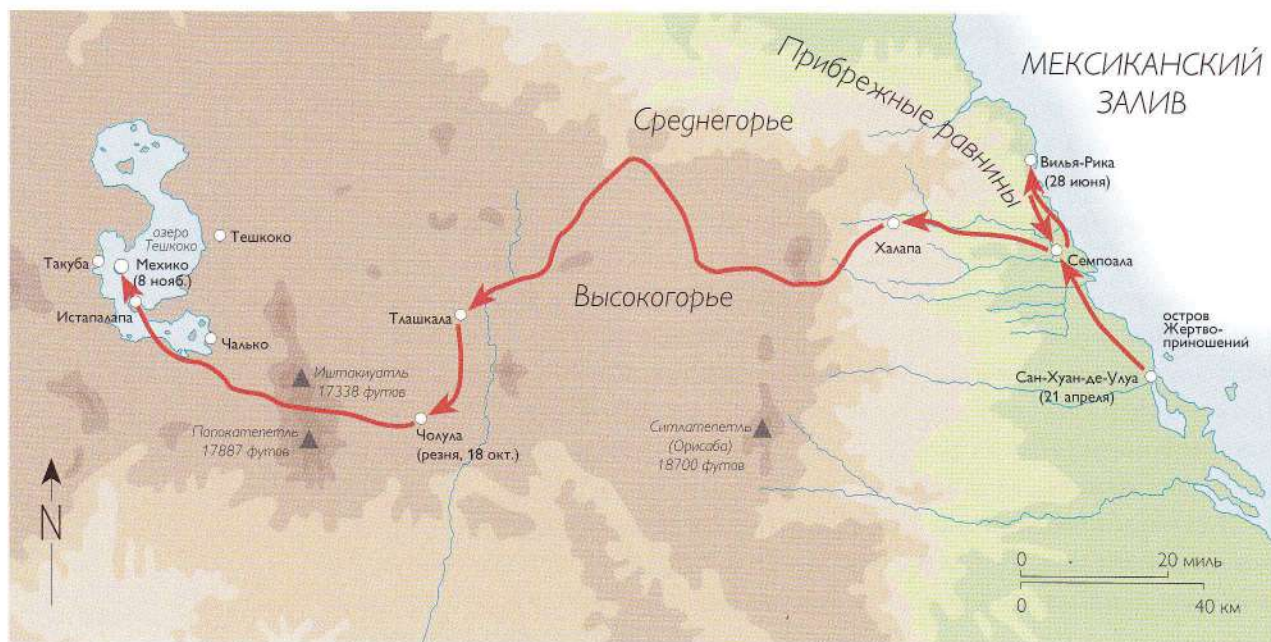 МЕКСИКАНСКИЙ
ЗАЛИВ
Прибрежные равнины
Среднегорье
Вилья-Рика
(28 июня)
озеро
Тешкоко
Тешкоко
Халапа
Семпоала
Такуба
Мехико
(8 нояб.)
Высокогорье
Истапалапа
Тлашкала
остров
Жертво-
приношений
Чалько
Иштакиуатль
17338 футов
Сан-Хуан-де-Улуа
(21 апреля)
Попокатепетль
17887 футов
Чолула
(резня, 18 окт.)
Ситлатепетль
(Орисаба)
18700 футов
N
0 20 миль
0 40 км